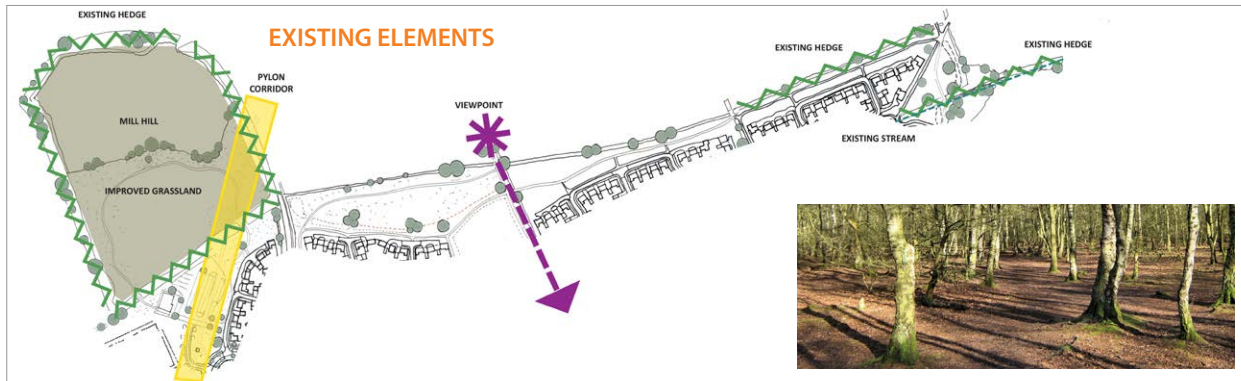 EXISTING HEDGE
EXISTING ELEMENTS
PYLON
CORRIDOR
MILL HILL
IMPROVED GRASSLAND
VIEWPOINT
EXISTING HEDGE
EXISTING HEDGE
EXISTING STREAM